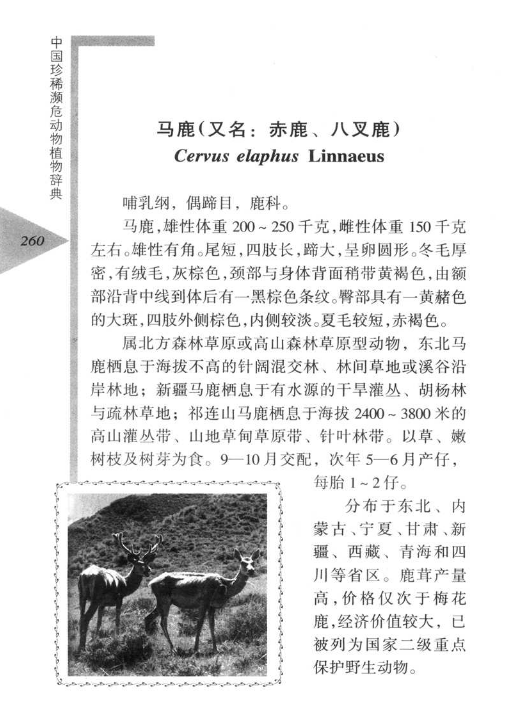 中国珍稀濒危动物植物辞典
260
马鹿(又名：赤鹿、八叉鹿)
Cervus elaphus Linnaeus
哺乳纲，偶蹄目，鹿科。
马鹿,雄性体重 200~250 千克,雌性体重 150 千克
左右。雄性有角。尾短,四肢长,蹄大,呈卵圆形。冬毛厚
密,有绒毛,灰棕色,颈部与身体背面稍带黄褐色,由额
部沿背中线到体后有一黑棕色条纹。臀部具有一黄赭色
的大斑,四肢外侧棕色,内侧较淡。夏毛较短,赤褐色。
属北方森林草原或高山森林草原型动物，东北马
鹿栖息于海拔不高的针阔混交林、林间草地或溪谷沿
岸林地；新疆马鹿栖息于有水源的干旱灌丛、胡杨林
与疏林草地；祁连山马鹿栖息于海拔 2400~3800 米的
高山灌丛带、山地草甸草原带、针叶林带。以草、嫩
树枝及树芽为食。9—10 月交配，次年 5—6 月产仔，
每胎 1~2 仔。
分布于东北、内
蒙古、宁夏、甘肃、新
疆、西藏、青海和四
川等省区。鹿茸产量
高,价格仅次于梅花
鹿,经济价值较大，已
被列为国家二级重点
保护野生动物。